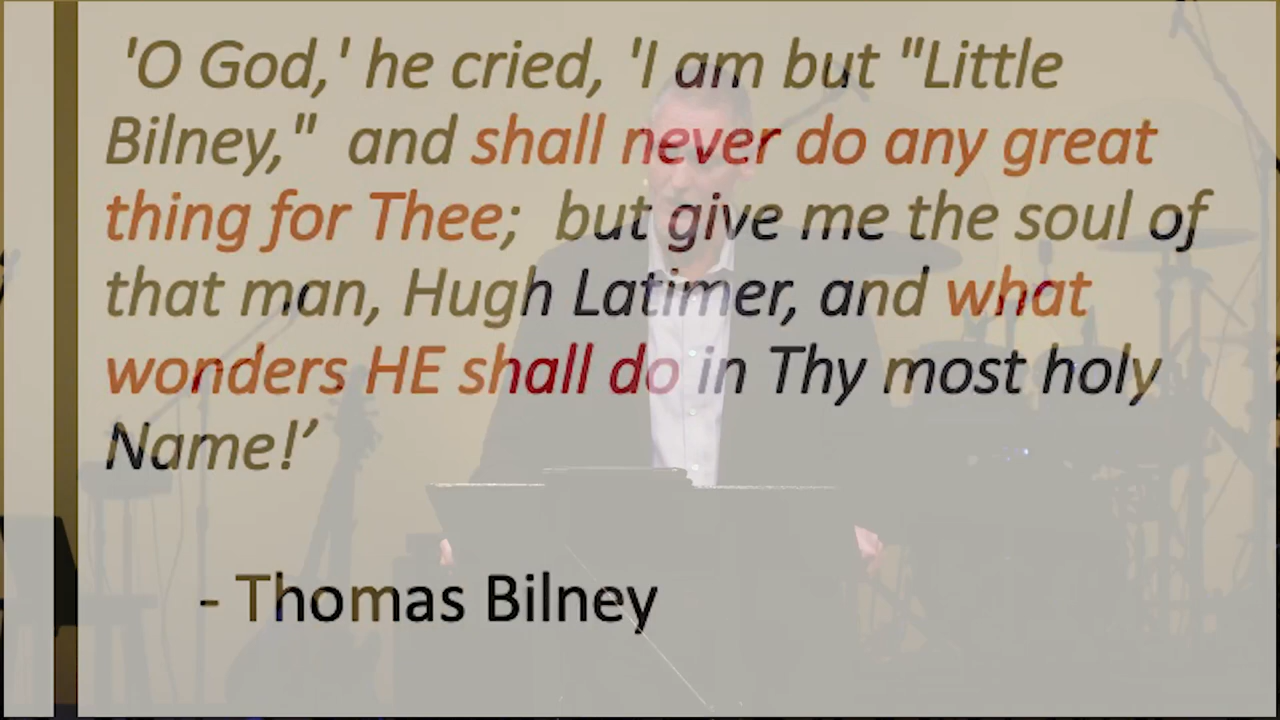 'O God,' he cried, 'I am but "Little
Bilney," and shall never do any great
thing for Thee; but give me the soul of
that man, Hugh Latimer, and what
wonders HE shall do in Thy most holy
Name!’
- Thomas Bilney